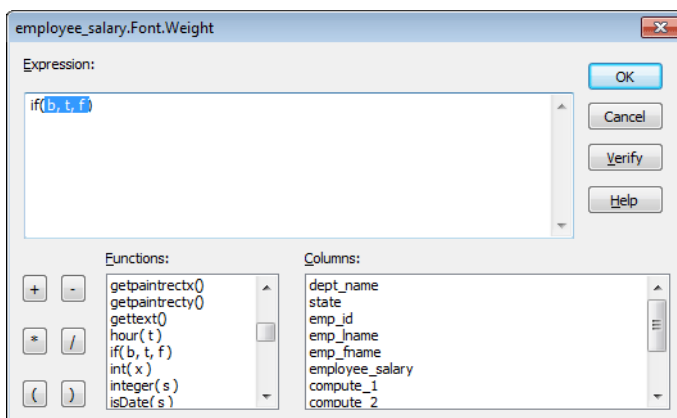 employee_salary.Font.Weight
Expression:
OK
if( b, t, f )
Cancel
Verify
Help
Functions:
Columns:
+ -
* /
( )
getpaintrectx()
getpaintrecty()
gettext()
hour( t )
if( b, t, f )
int( x )
integer( s )
isDate( s )
dept_name
state
emp_id
emp_lname
emp_fname
employee_salary
compute_1
compute_2